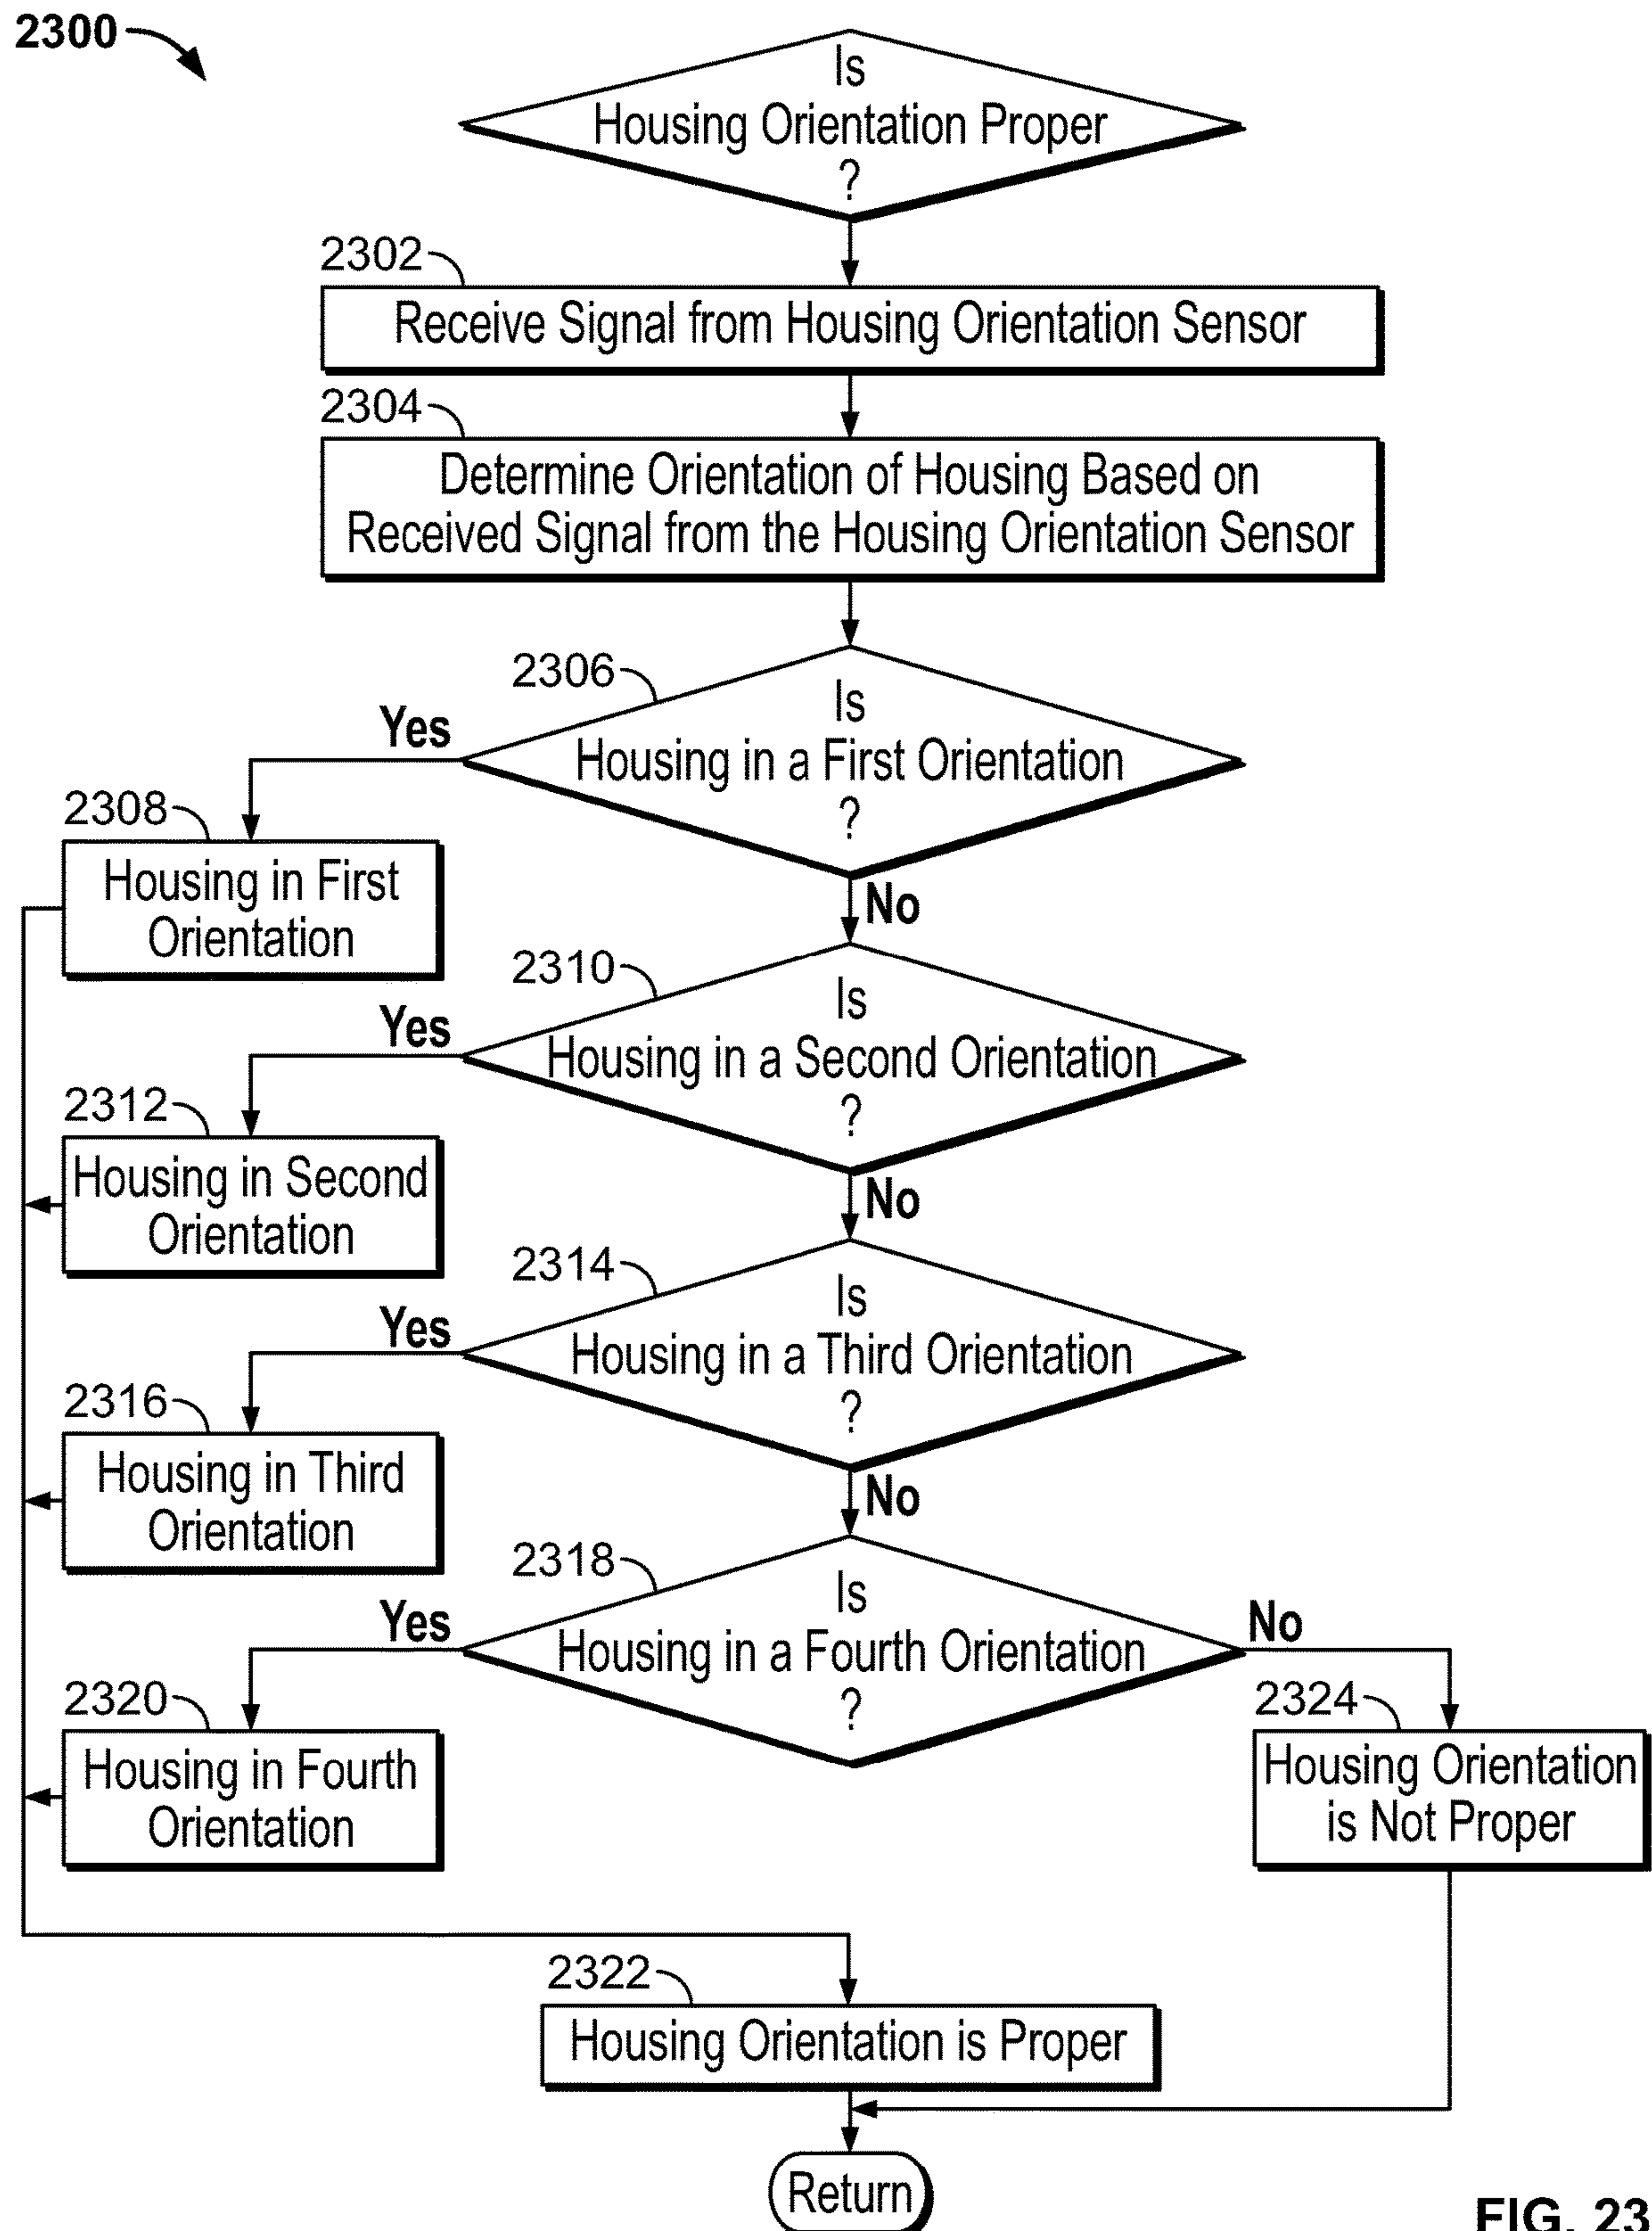 2300
Is
Housing Orientation Proper
?
2302
Receive Signal from Housing Orientation Sensor
2304
Determine Orientation of Housing Based on
Received Signal from the Housing Orientation Sensor
2306
Is
Housing in a First Orientation
?
Yes
No
2308
Housing in First
Orientation
2310
Is
Housing in a Second Orientation
?
Yes
No
2312
Housing in Second
Orientation
2314
Is
Housing in a Third Orientation
?
Yes
No
2316
Housing in Third
Orientation
2318
Is
Housing in a Fourth Orientation
?
Yes
No
2320
Housing in Fourth
Orientation
2324
Housing Orientation
is Not Proper
2322
Housing Orientation is Proper
Return
FIG. 23